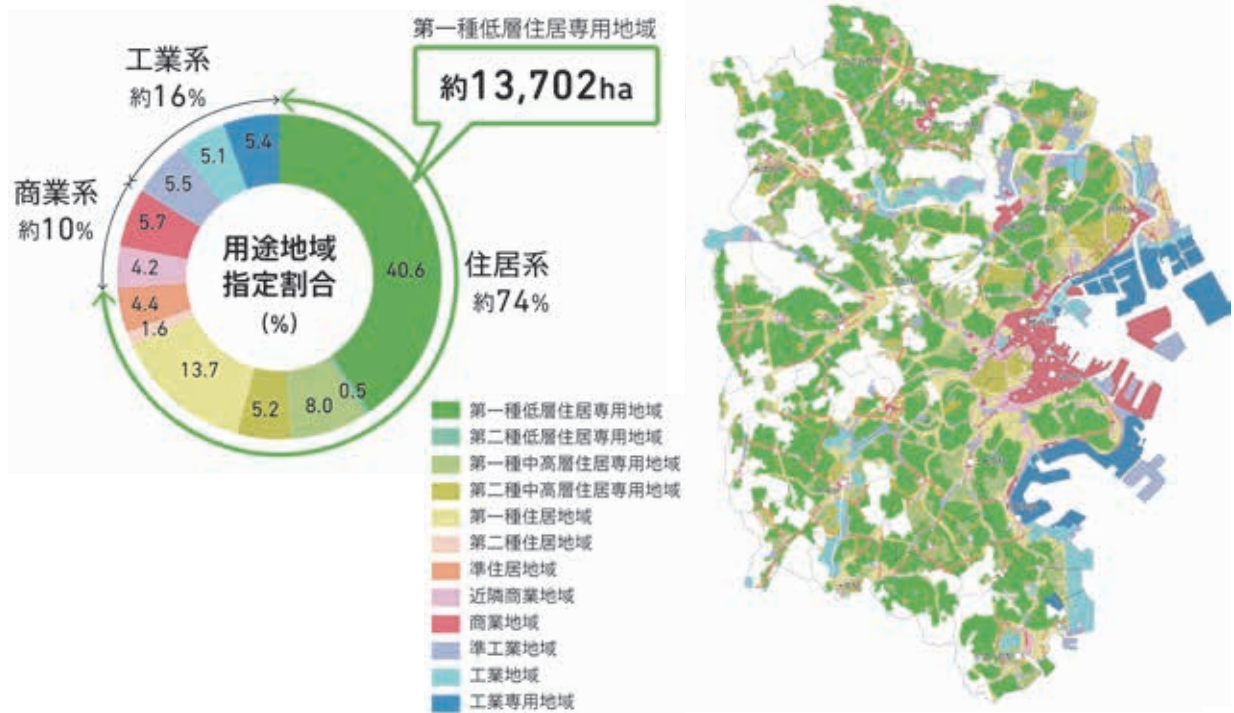 第一種低層住居専用地域
約13,702ha
工業系
約16%
商業系
約10%
住居系
約74%
用途地域
指定割合
(%)
40.6
0.5
8.0
5.2
13.7
1.6
4.4
4.2
5.7
5.5
5.1
5.4
第一種低層住居専用地域
第二種低層住居専用地域
第一種中高層住居専用地域
第二種中高層住居専用地域
第一種住居地域
第二種住居地域
準住居地域
近隣商業地域
商業地域
準工業地域
工業地域
工業専用地域